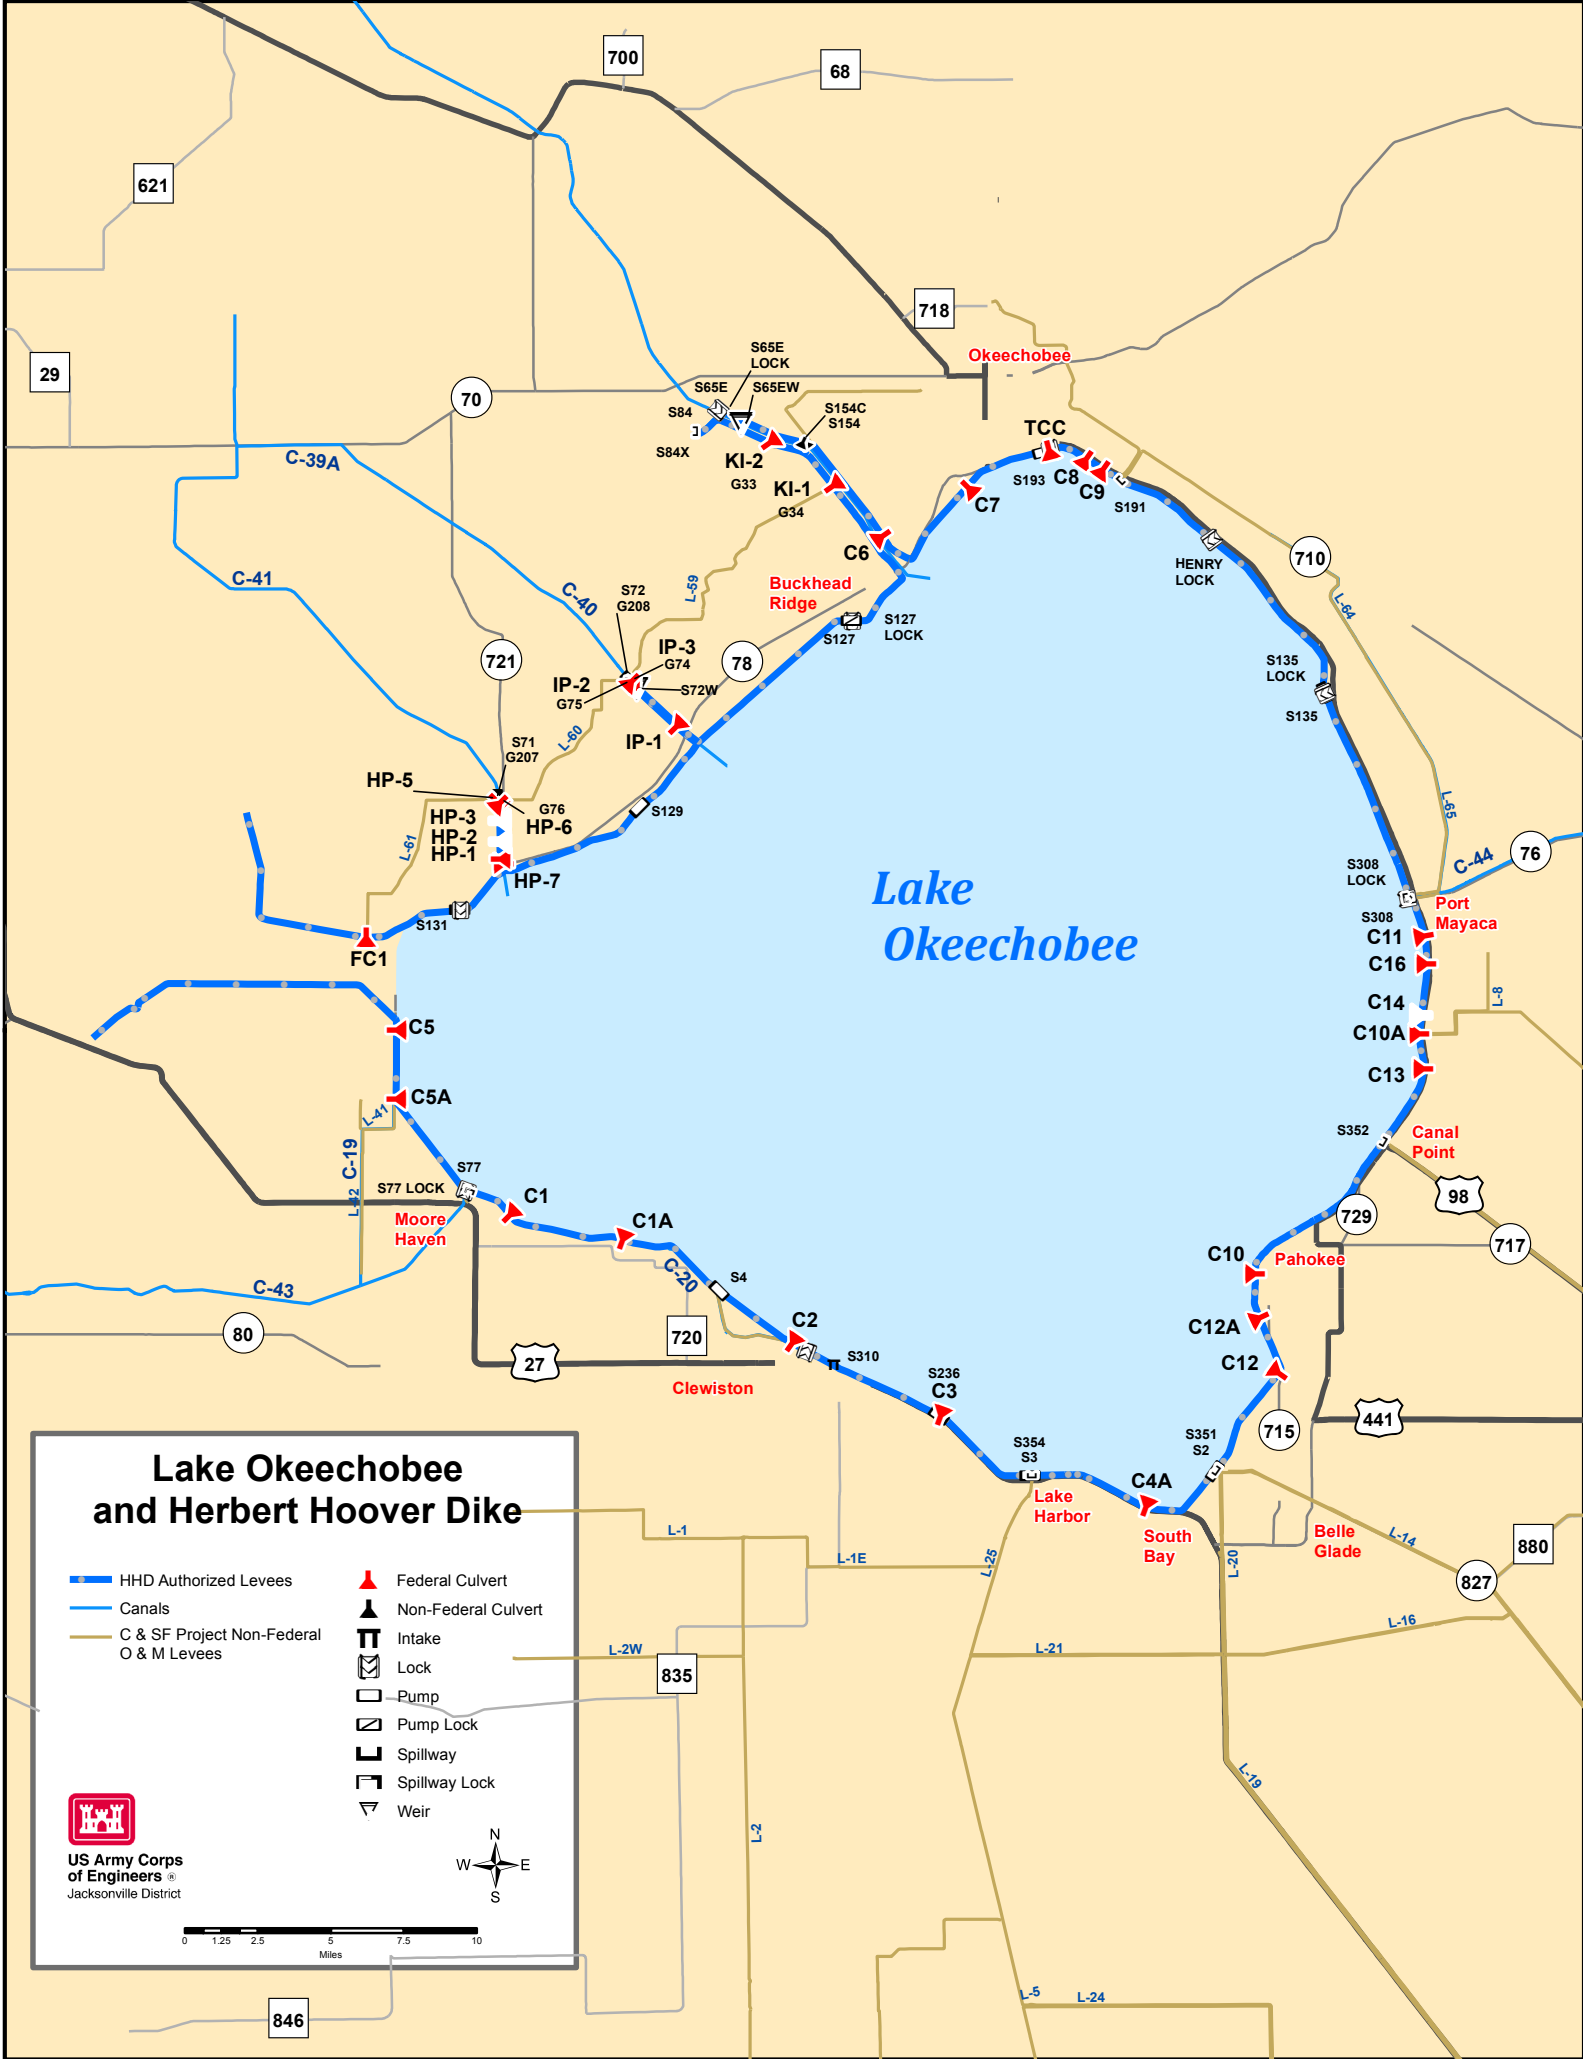 700
68
621
718
29
Okeechobee
S65E
LOCK
S65E
S65EW
70
S84
S154C
S154
S84X
C-39A
KI-2
G33
KI-1
G34
TCC
C8
C9
S193
S191
C7
C6
HENRY
LOCK
710
C-41
C-40
S72
G208
L-59
Buckhead
Ridge
S127
S127
LOCK
L-64
721
IP-3
G74
78
S135
LOCK
IP-2
G75
S72W
S135
IP-1
L-60
S71
G207
HP-5
G76
HP-6
HP-3
HP-2
HP-1
HP-7
S129
L-61
L-65
C-44
76
S308
LOCK
Port
Mayaca
S308
Lake
Okeechobee
S131
FC1
C11
C16
C14
C10A
C13
L-8
C5
C5A
L-41
C-19
L-42
S352
Canal
Point
98
S77
S77 LOCK
Moore
Haven
C1
C1A
729
717
C10
Pahokee
C-43
C-20
S4
80
720
27
C2
S310
C12A
C12
Clewiston
S236
C3
715
441
S351
S2
S354
S3
Lake
Harbor
C4A
South
Bay
Belle
Glade
L-14
880
827
L-20
L-16
L-1
L-1E
L-25
L-21
L-2W
835
L-19
L-2
L-5
L-24
846
Lake Okeechobee
and Herbert Hoover Dike
HHD Authorized Levees
Canals
C & SF Project Non-Federal
O & M Levees
Federal Culvert
Non-Federal Culvert
Intake
Lock
Pump
Pump Lock
Spillway
Spillway Lock
Weir
US Army Corps
of Engineers ®
Jacksonville District
N
W E
S
0 1.25 2.5 5 7.5 10
Miles